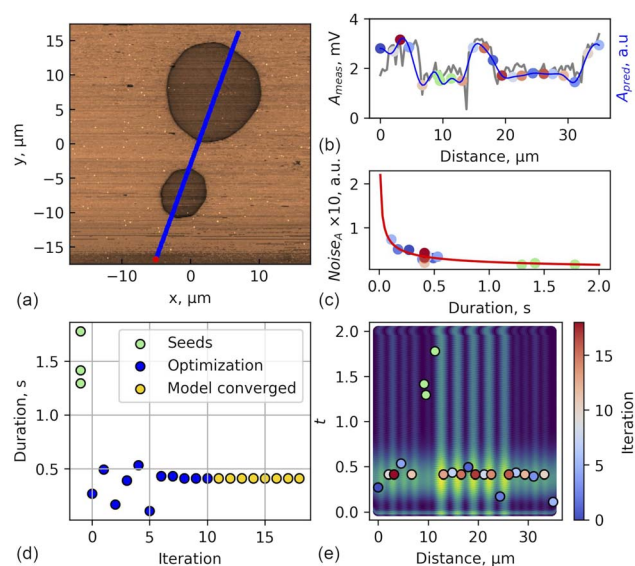 15
10
5
0
−5
−10
−15
y, μm
−10
0
10
x, μm
(a)
4
2
0
A_meas, mV
A_pred, a.u
0
10
20
30
Distance, μm
(b)
2
1
Noise_A ×10, a.u.
0.0
0.5
1.0
1.5
2.0
Duration, s
(c)
1.5
1.0
0.5
Duration, s
Seeds
Optimization
Model converged
0
5
10
15
Iteration
(d)
2.0
1.5
1.0
0.5
0.0
t
0
10
20
30
Distance, μm
(e)
15
10
5
0
Iteration